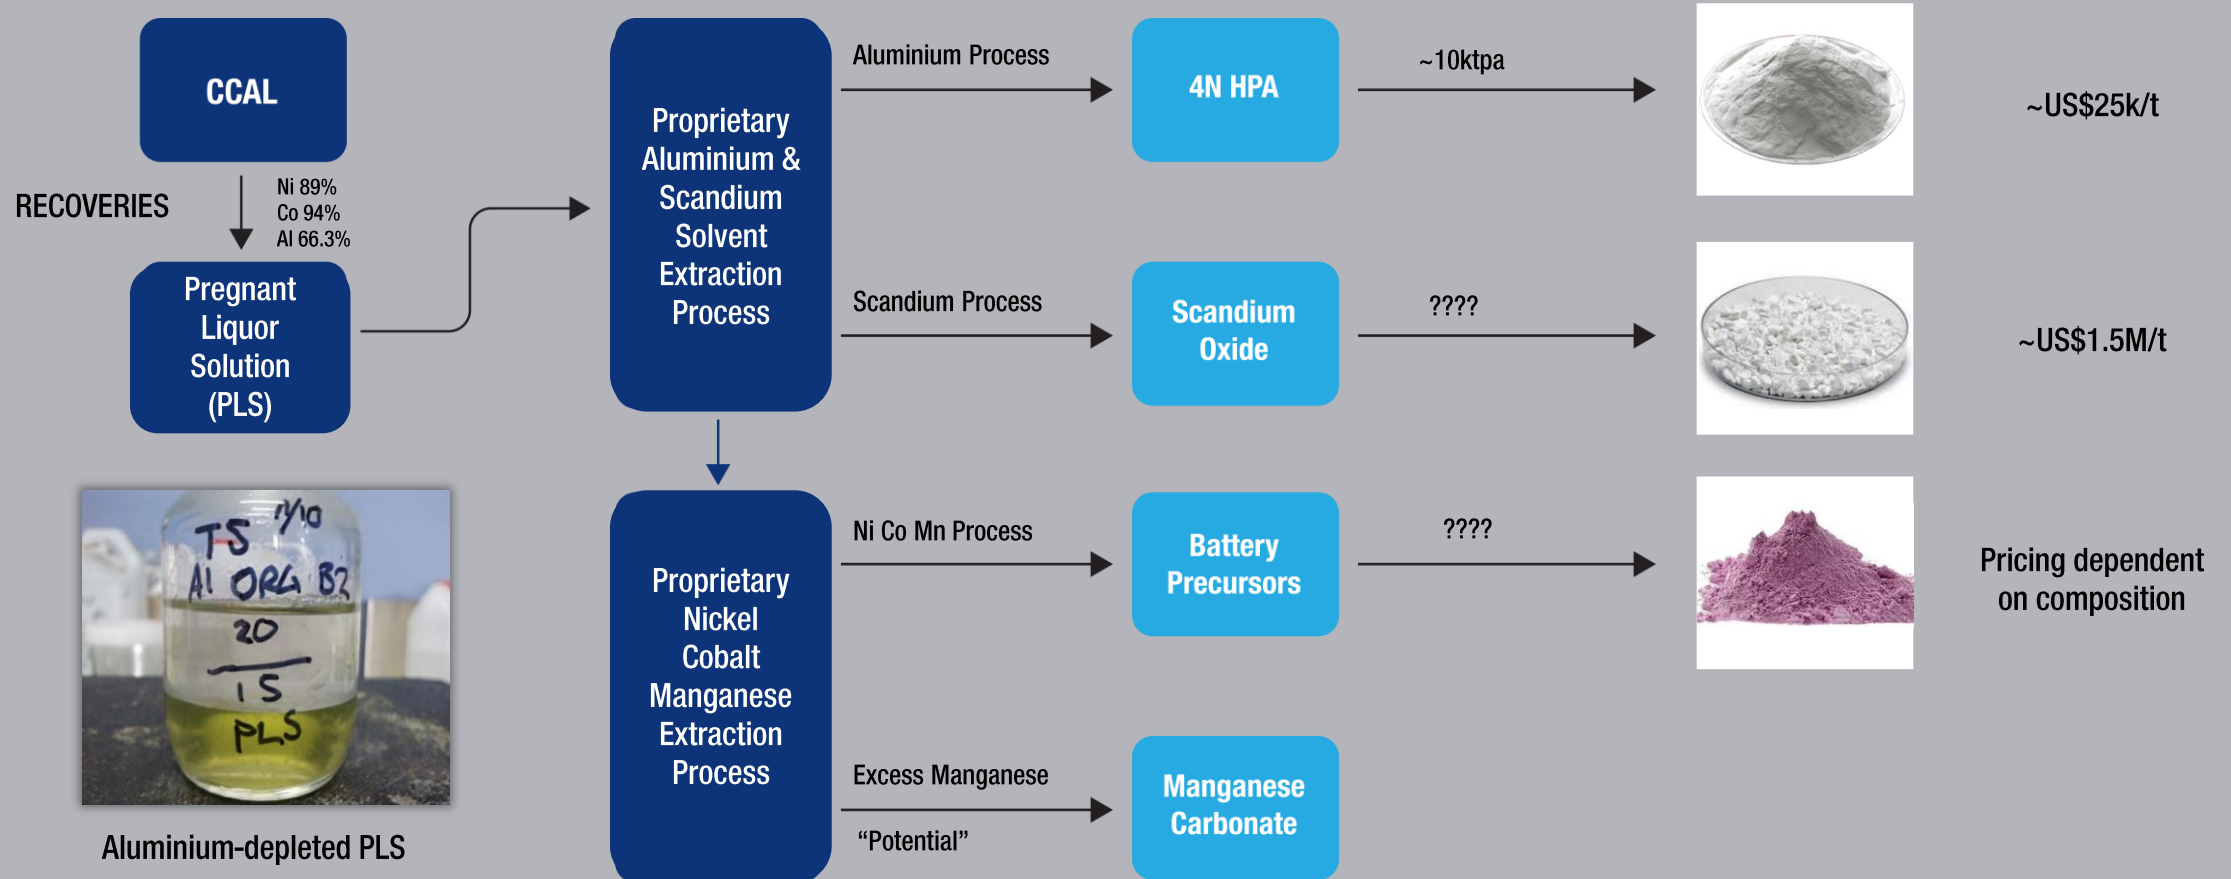 CCAL
RECOVERIES
Ni 89%
Co 94%
Al 66.3%
Pregnant
Liquor
Solution
(PLS)
T5 11/10
Al ORG B2
20
15
PLS
Aluminium-depleted PLS
Proprietary
Aluminium &
Scandium
Solvent
Extraction
Process
Aluminium Process
4N HPA
~10ktpa
~US$25k/t
Scandium Process
Scandium
Oxide
????
~US$1.5M/t
Proprietary
Nickel
Cobalt
Manganese
Extraction
Process
Ni Co Mn Process
Battery
Precursors
????
Pricing dependent
on composition
Excess Manganese
“Potential”
Manganese
Carbonate